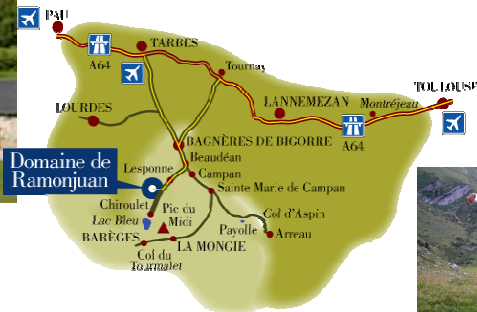 PAU
A64
TARBES
Tournay
TOULOUSE
LOURDES
LANNEMEZAN
Montréjeau
A64
BAGNÈRES DE BIGORRE
Beaudéan
Domaine de
Ramonjuan
Lesponne
Campan
Sainte Marie de Campan
Chiroulet
Lac Bleu
Pic du
Midi
Col d'Aspin
Payolle
Arreau
BARÈGES
LA MONGIE
Col du
Tourmalet